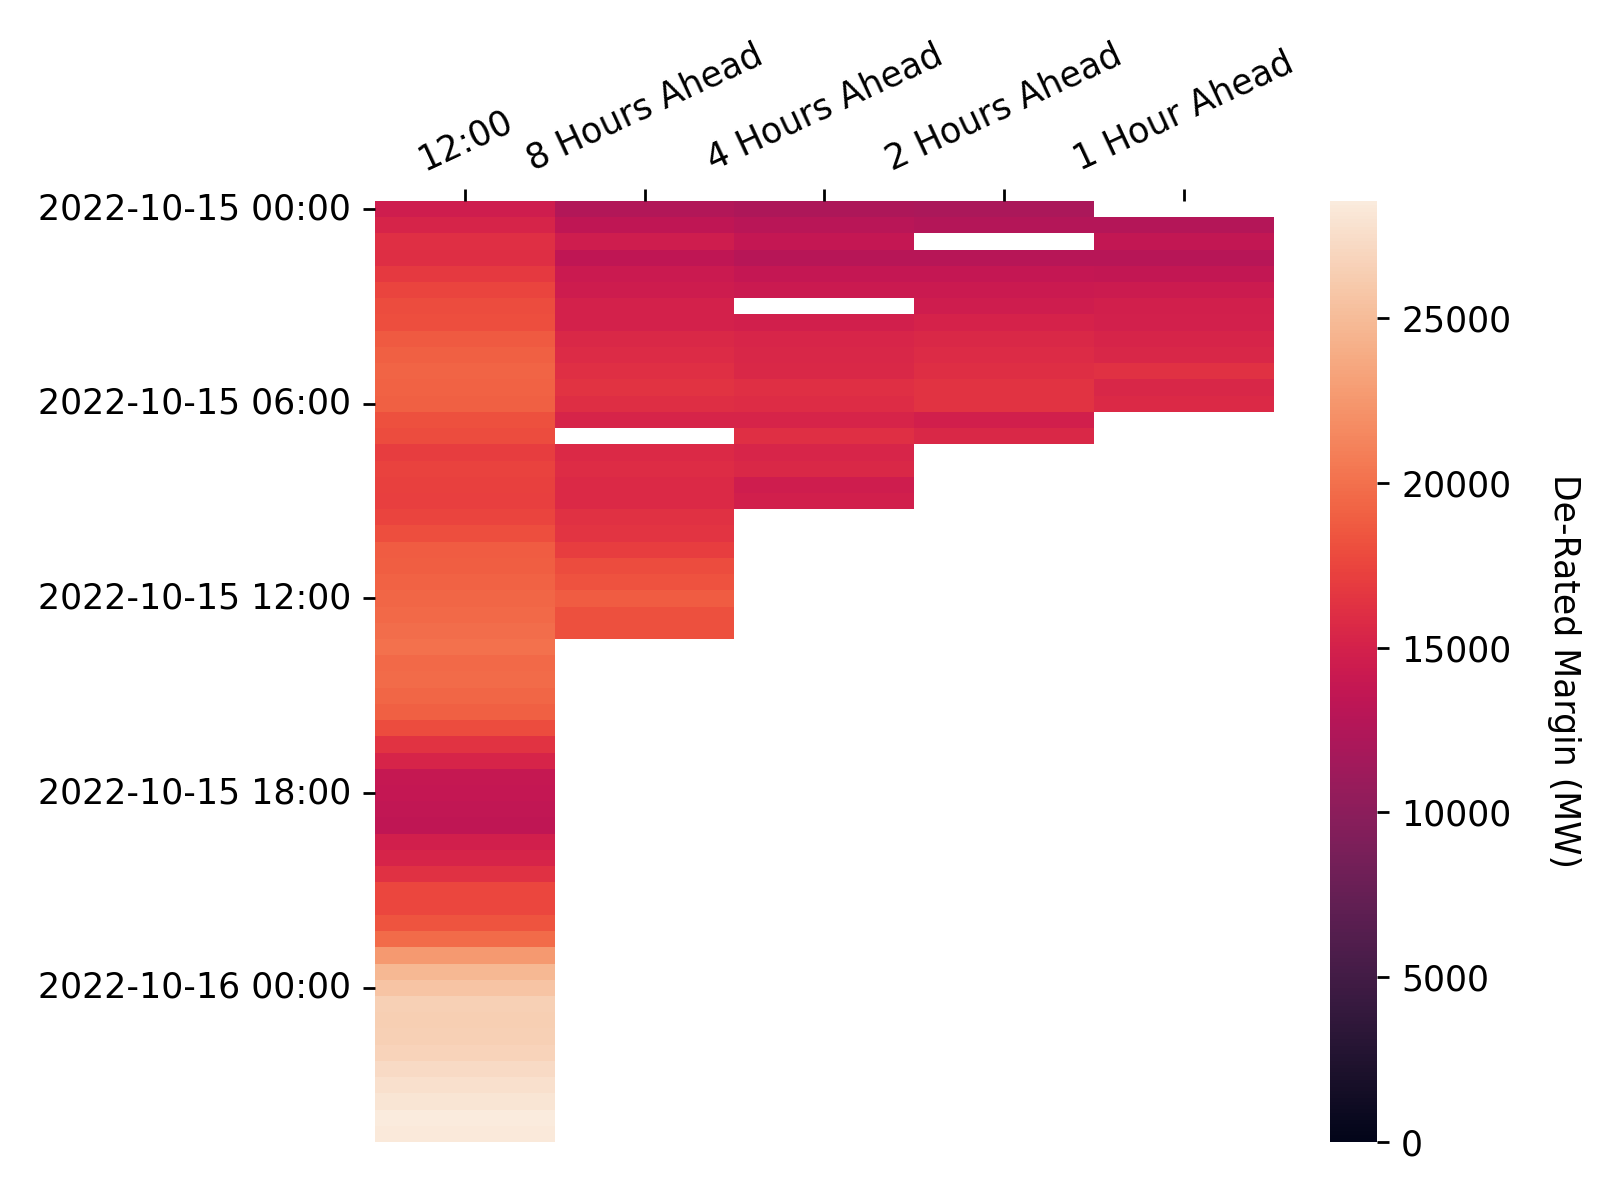 12:00
8 Hours Ahead
4 Hours Ahead
2 Hours Ahead
1 Hour Ahead
2022-10-15 00:00
2022-10-15 06:00
2022-10-15 12:00
2022-10-15 18:00
2022-10-16 00:00
25000
20000
15000
10000
5000
0
De-Rated Margin (MW)